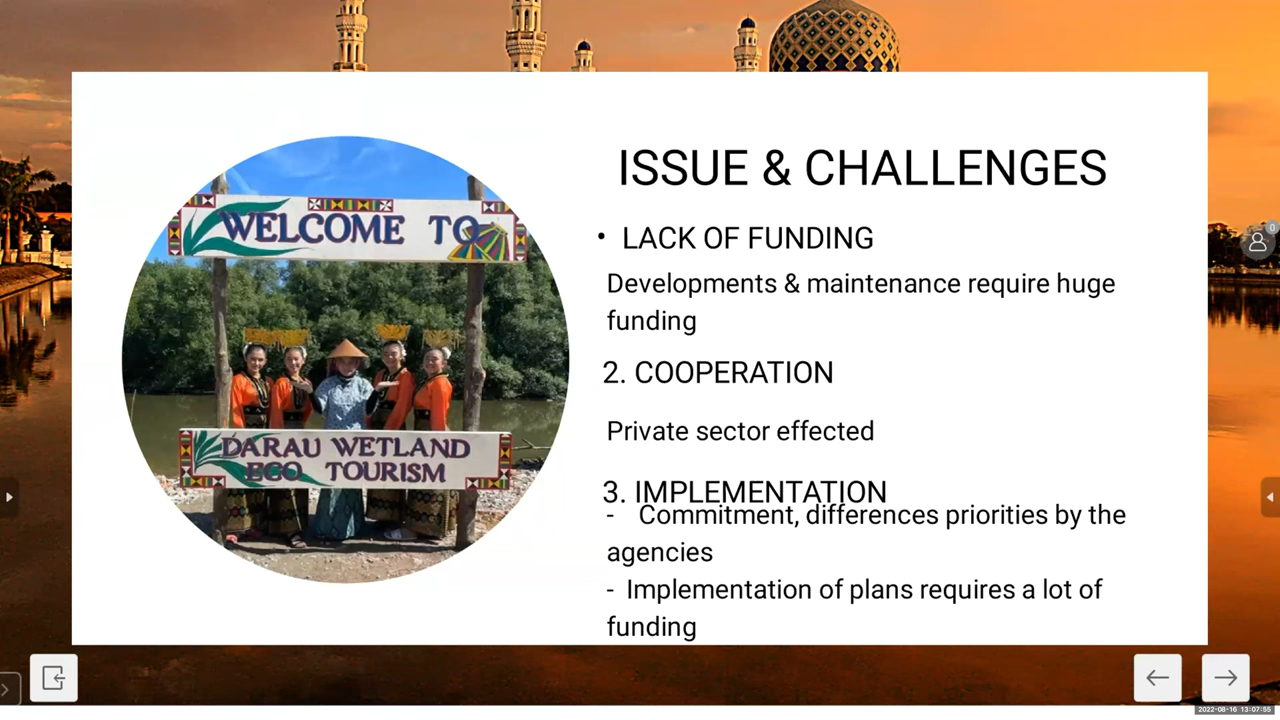 WELCOME TO
DARAU WETLAND
ECO TOURISM
ISSUE & CHALLENGES
• LACK OF FUNDING
Developments & maintenance require huge
funding
2. COOPERATION
Private sector effected
3. IMPLEMENTATION
- Commitment, differences priorities by the
agencies
- Implementation of plans requires a lot of
funding
0
2022-08-16 13:07:55